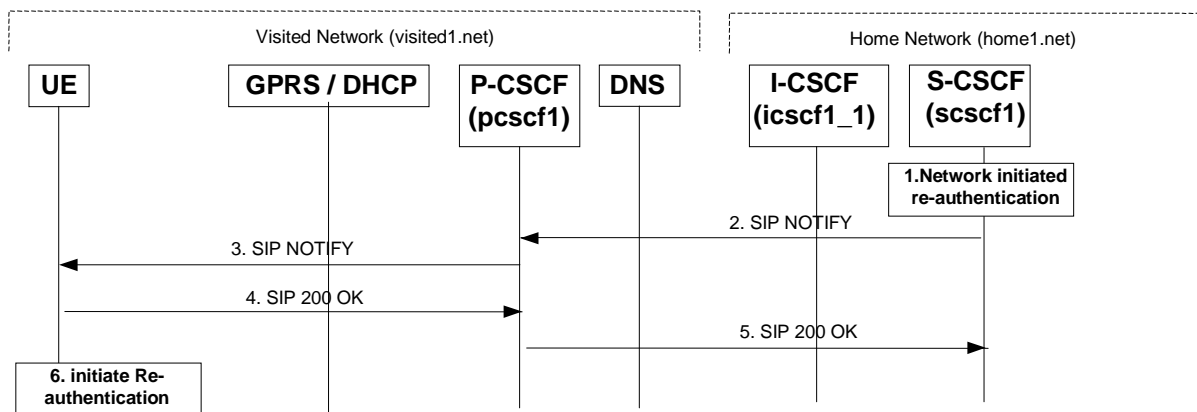 Visited Network (visited1.net)
Home Network (home1.net)
UE
GPRS / DHCP
P-CSCF
(pcscf1)
DNS
I-CSCF
(icscf1_1)
S-CSCF
(scscf1)
1.Network initiated
re-authentication
2. SIP NOTIFY
3. SIP NOTIFY
4. SIP 200 OK
5. SIP 200 OK
6. initiate Re-
authentication